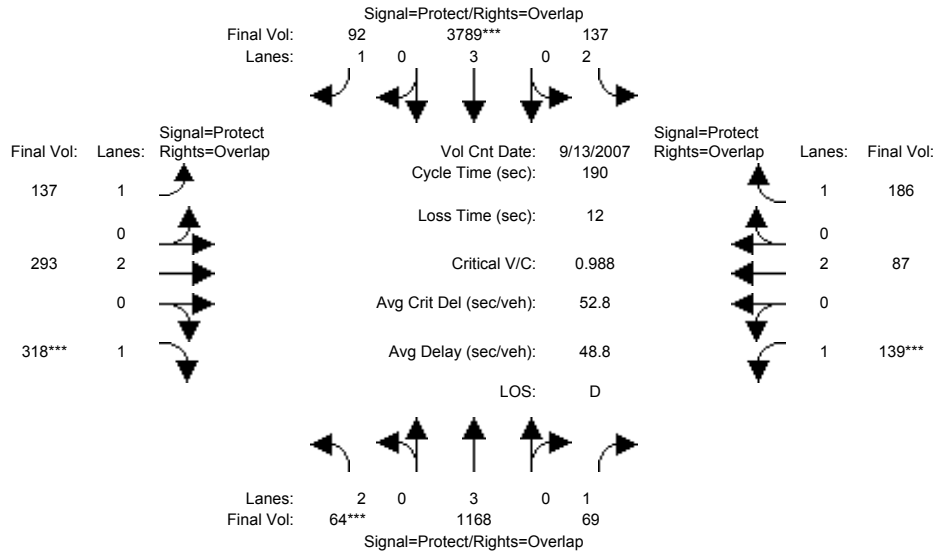 Signal=Protect/Rights=Overlap
Final Vol: 92 3789*** 137
Lanes: 1 0 3 0 2
Signal=Protect Signal=Protect
Final Vol: Lanes: Rights=Overlap Vol Cnt Date: 9/13/2007 Rights=Overlap Lanes: Final Vol:
Cycle Time (sec): 190
137 1 1 186
Loss Time (sec): 12
0 0
293 2 Critical V/C: 0.988 2 87
0 Avg Crit Del (sec/veh): 52.8 0
318*** 1 Avg Delay (sec/veh): 48.8 1 139***
LOS: D
Lanes: 2 0 3 0 1
Final Vol: 64*** 1168 69
Signal=Protect/Rights=Overlap